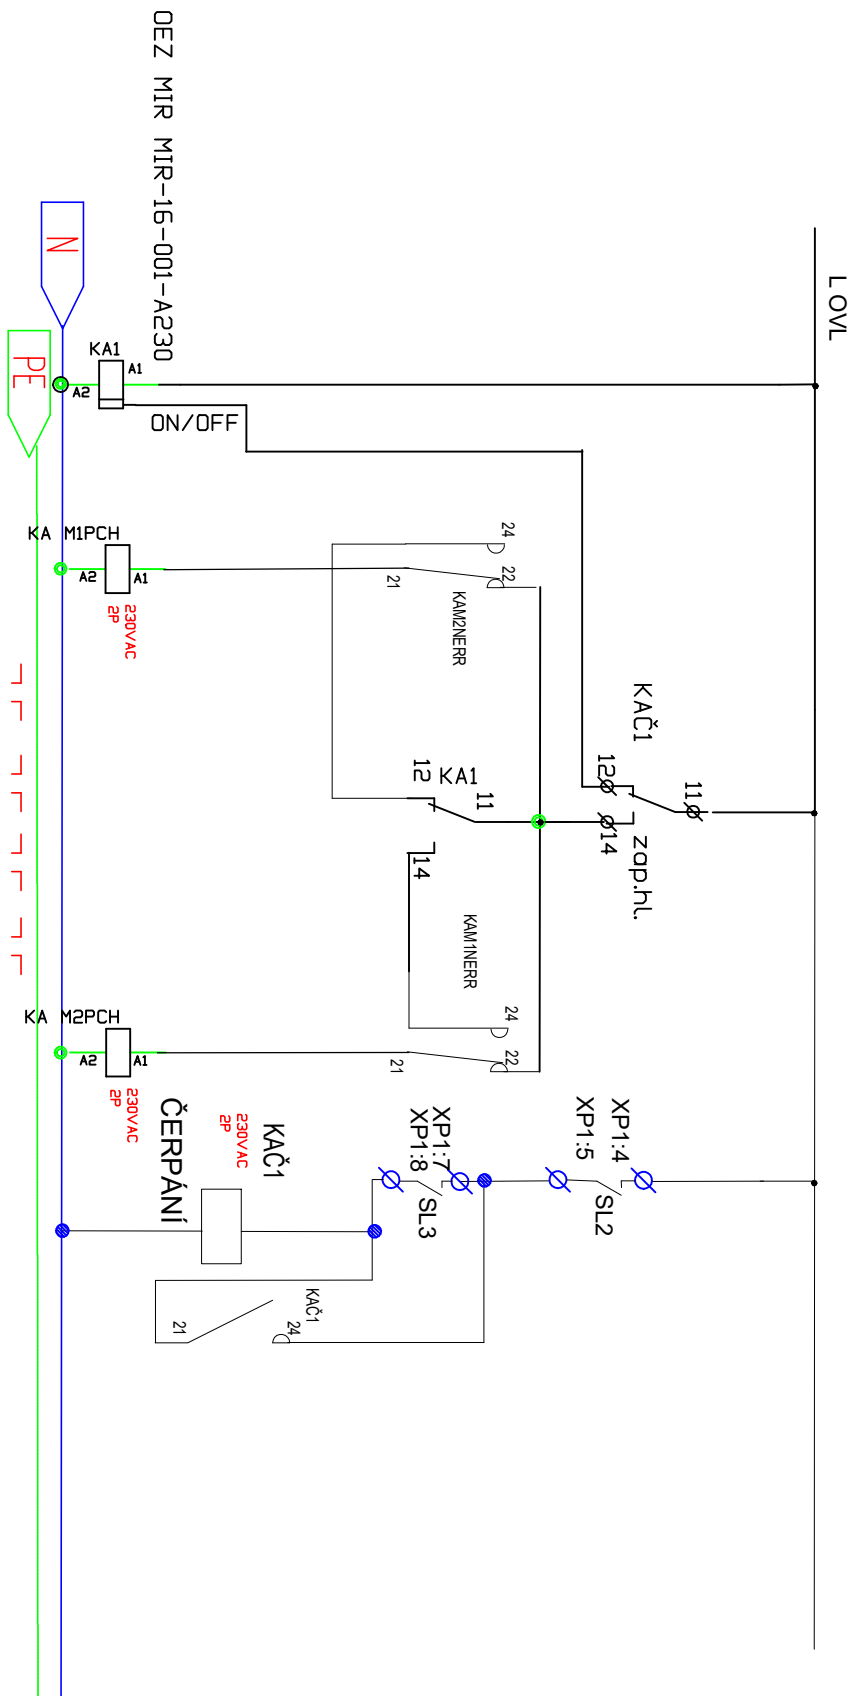 L OVL
OEZ MIR MIR-16-001-A230
N
PE
KA1
A1
A2
ON/OFF
KA M1PCH
A2
A1
230VAC
2P
24
22
21
KAM2NERR
KAČ1
12
11
14
zap.hl.
12
KA1
11
14
KAM1NERR
24
22
21
KA M2PCH
A2
A1
230VAC
2P
ČERPÁNÍ
KAČ1
230VAC
2P
XP1:7
XP1:8
SL3
XP1:4
XP1:5
SL2
KAČ1
21
24